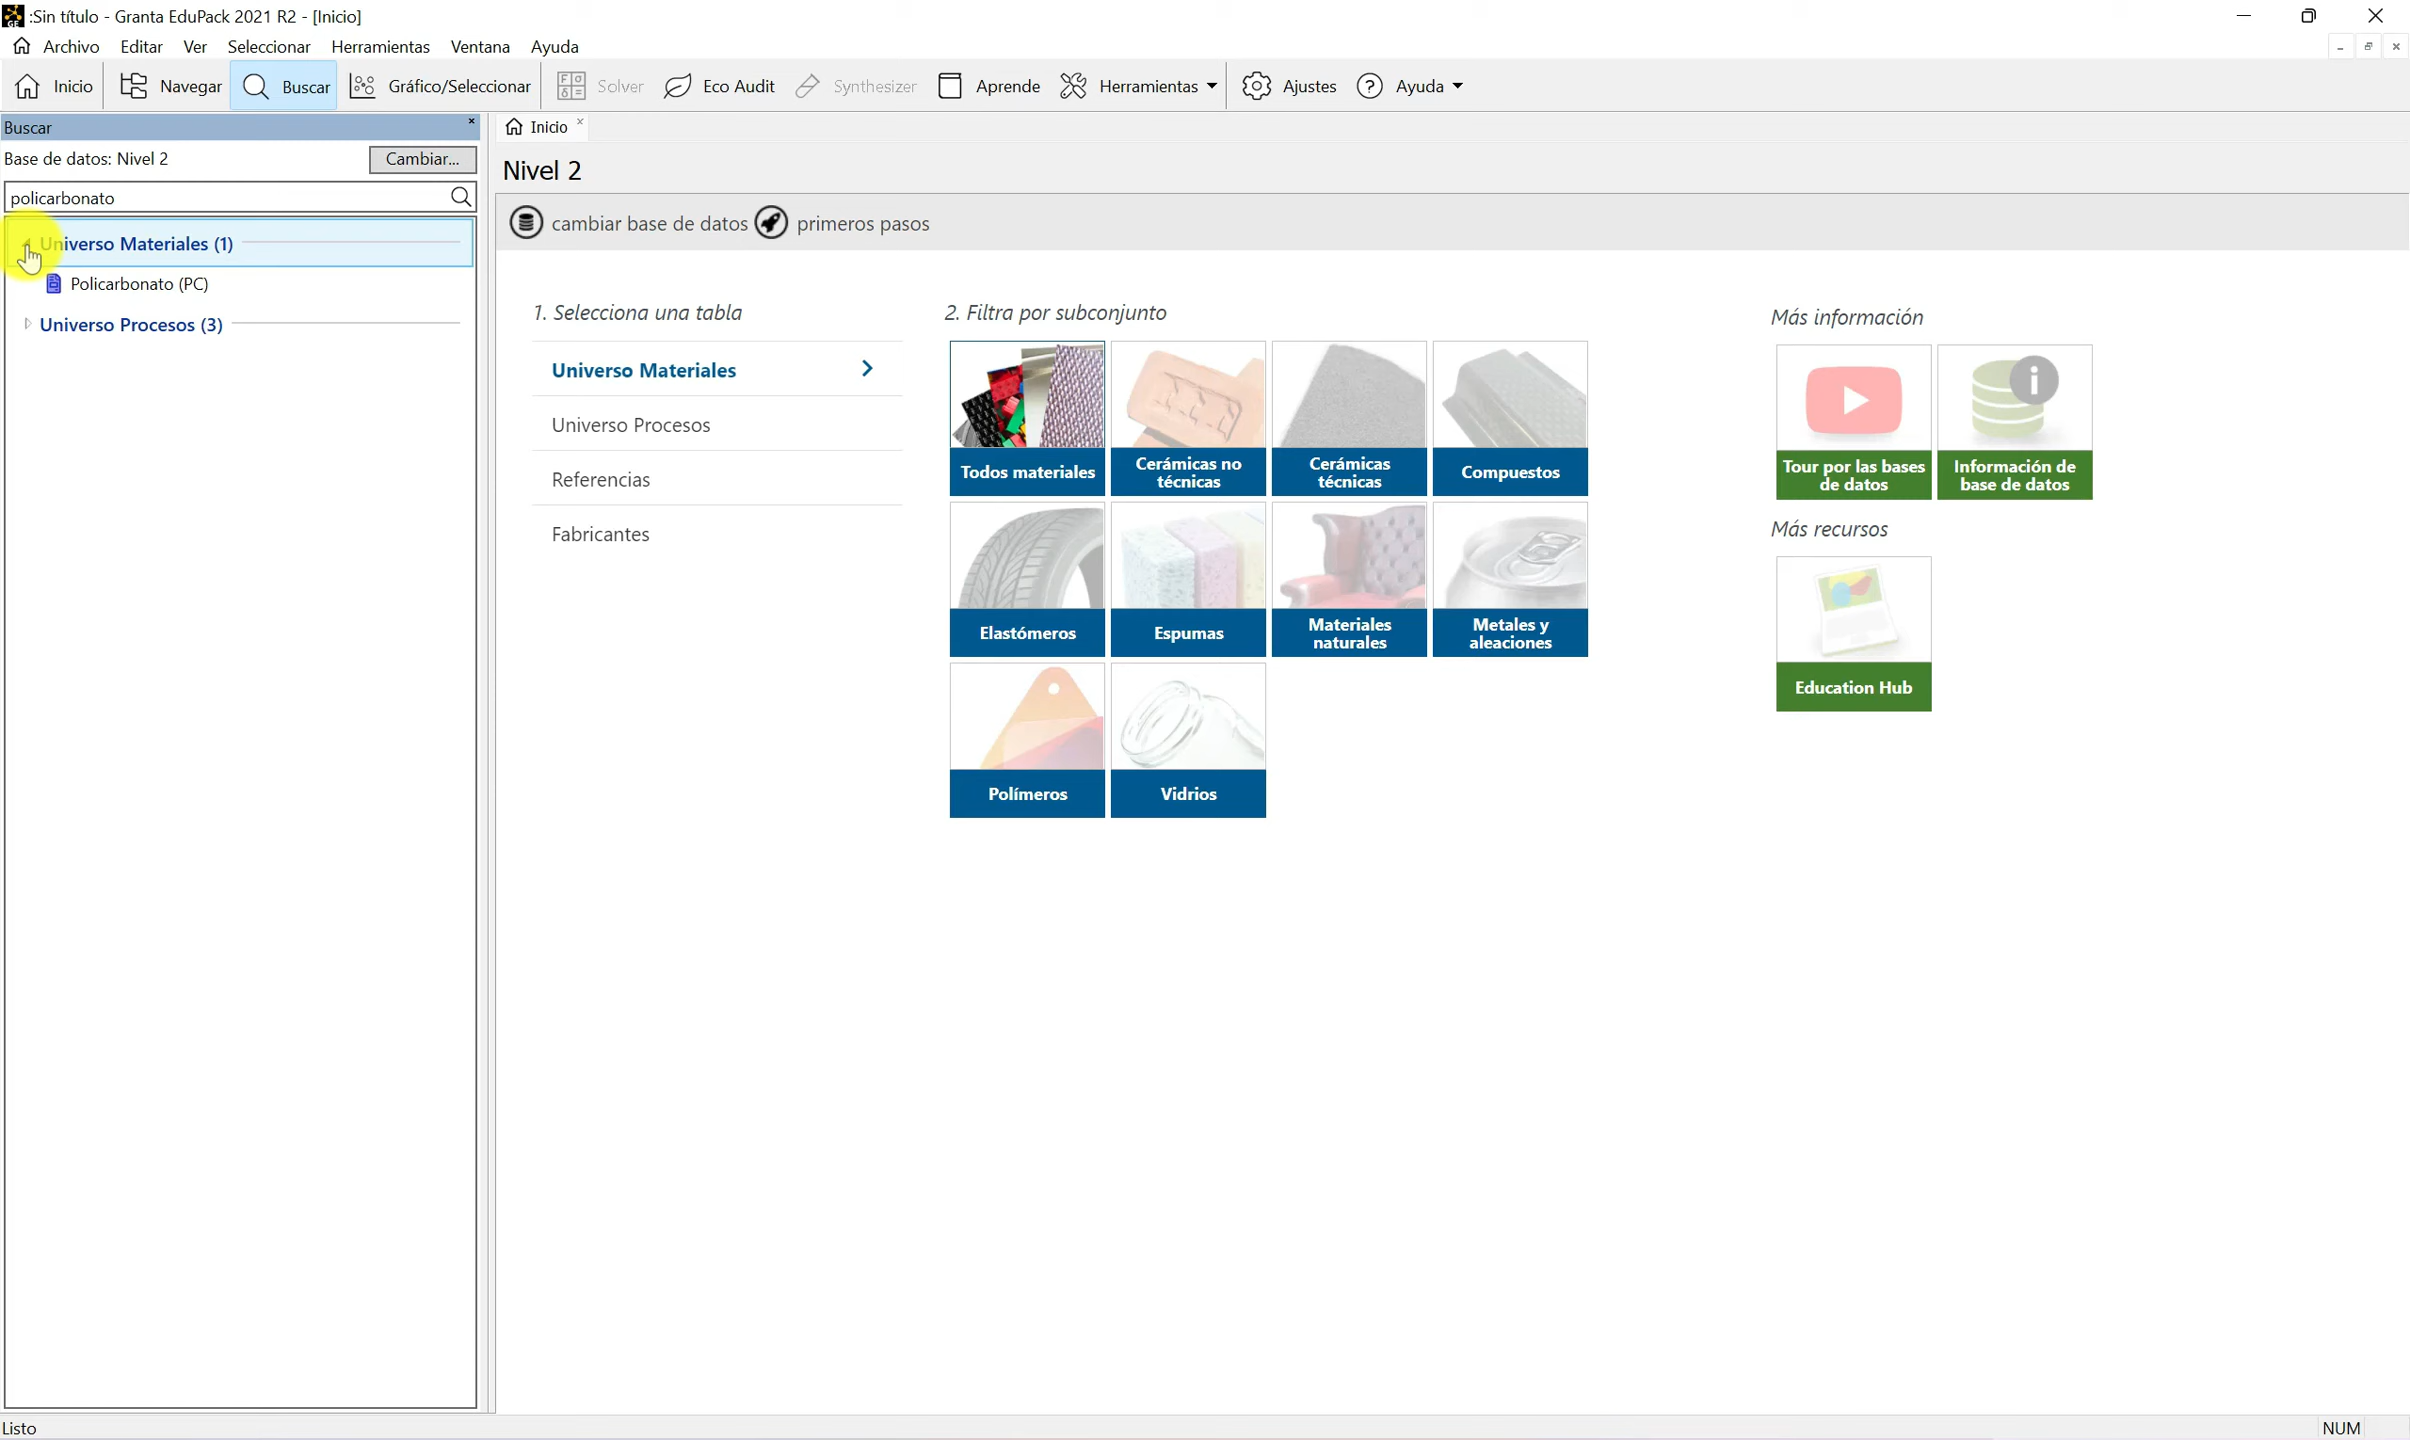 :Sin título - Granta EduPack 2021 R2 - [Inicio]
Archivo Editar Ver Seleccionar Herramientas Ventana Ayuda
Inicio Navegar Buscar Gráfico/Seleccionar Solver Eco Audit Synthesizer Aprende Herramientas Ajustes Ayuda
Buscar
Inicio
Base de datos: Nivel 2 Cambiar...
Nivel 2
policarbonato
cambiar base de datos primeros pasos
Universo Materiales (1)
Policarbonato (PC)
Universo Procesos (3)
1. Selecciona una tabla
Universo Materiales
Universo Procesos
Referencias
Fabricantes
2. Filtra por subconjunto
Todos materiales
Cerámicas no
técnicas
Cerámicas
técnicas
Compuestos
Elastómeros
Espumas
Materiales
naturales
Metales y
aleaciones
Polímeros
Vidrios
Más información
Tour por las bases
de datos
Información de
base de datos
Más recursos
Education Hub
Listo
NUM